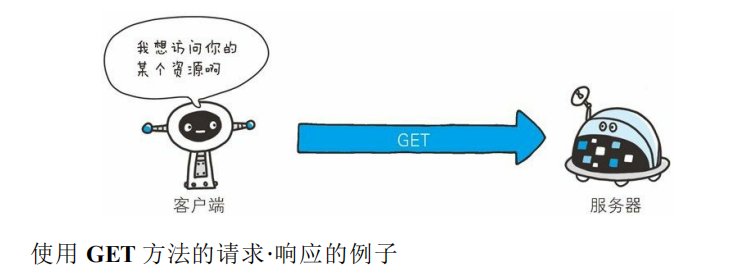 我想访问你的
某个资源啊
GET
客户端
服务器
使用 GET 方法的请求·响应的例子